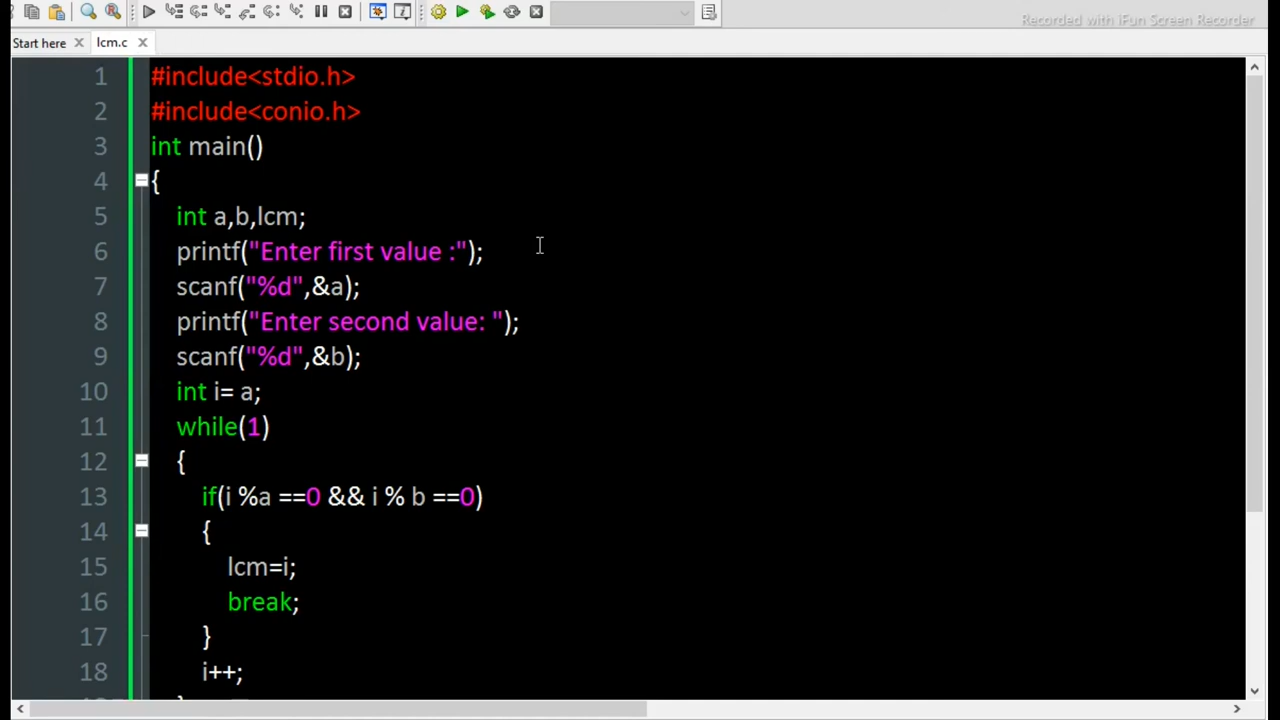 Recorded with iFun Screen Recorder
Start here
lcm.c
1 #include<stdio.h>
2 #include<conio.h>
3 int main()
4 {
5 int a,b,lcm;
6 printf("Enter first value :");
7 scanf("%d",&a);
8 printf("Enter second value: ");
9 scanf("%d",&b);
10 int i= a;
11 while(1)
12 {
13 if(i %a ==0 && i % b ==0)
14 {
15 lcm=i;
16 break;
17 }
18 i++;